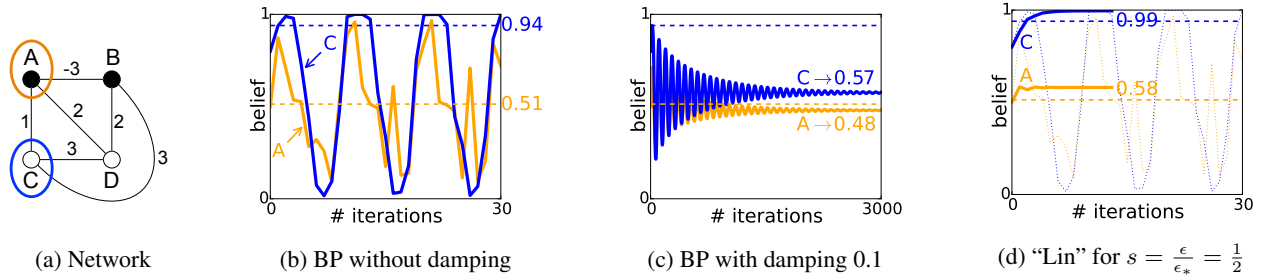 A
B
-3
1
2
2
3
3
C
D
(a) Network
1
0.94
C
belief
0.51
A
0
0
# iterations
30
(b) BP without damping
1
C→0.57
belief
A→0.48
0
0
# iterations
3000
(c) BP with damping 0.1
1
0.99
C
belief
A
0.58
0
0
# iterations
30
(d) “Lin” for s = ϵ/ϵ* = 1/2